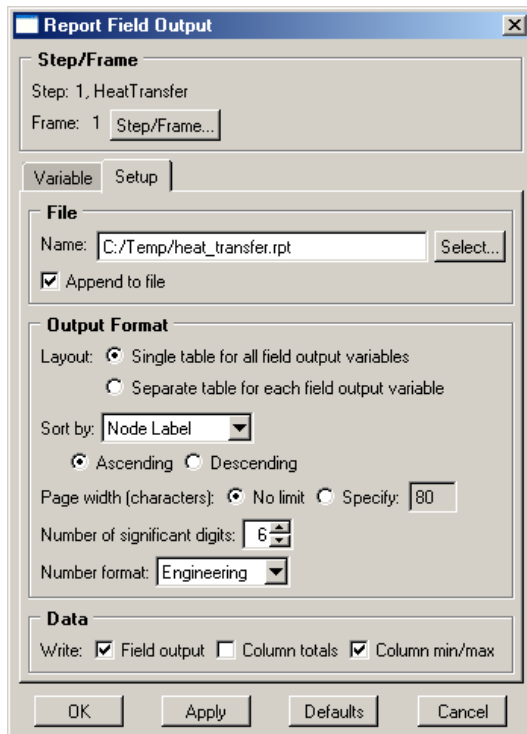 Report Field Output
Step/Frame
Step: 1, HeatTransfer
Frame: 1 Step/Frame...
Variable Setup
File
Name: C:/Temp/heat_transfer.rpt Select...
Append to file
Output Format
Layout: Single table for all field output variables
Separate table for each field output variable
Sort by: Node Label
Ascending Descending
Page width (characters): No limit Specify: 80
Number of significant digits: 6
Number format: Engineering
Data
Write: Field output Column totals Column min/max
OK Apply Defaults Cancel